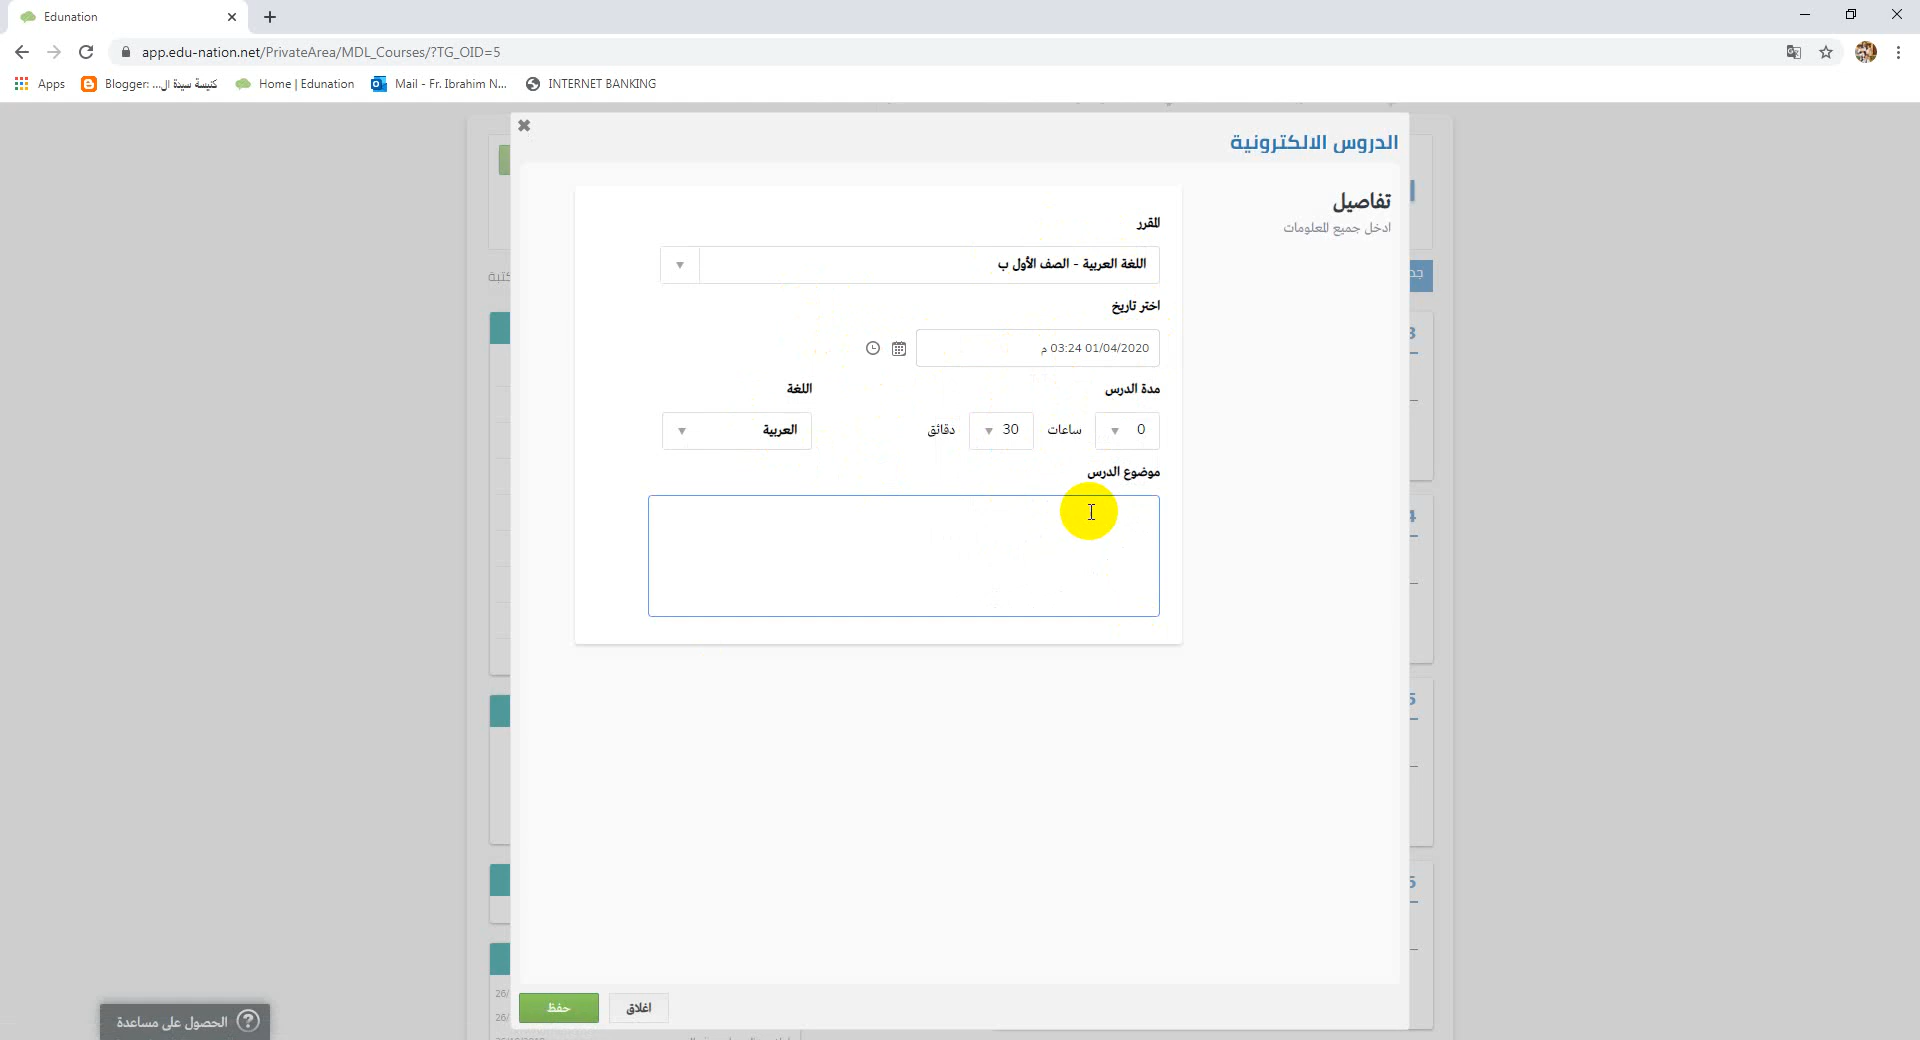 Edunation
app.edu-nation.net/PrivateArea/MDL_Courses/?TG_OID=5
Apps
Blogger: ...كنيسة سيدة ال
Home | Edunation
Mail - Fr. Ibrahim N...
INTERNET BANKING
الدروس الالكترونية
تفاصيل
ادخل جميع المعلومات
المقرر
اللغة العربية - الصف الأول ب
اختر تاريخ
01/04/2020 03:24 م
مدة الدرس
اللغة
0 ساعات 30 دقائق
العربية
موضوع الدرس
حفظ
اغلاق
الحصول على مساعدة